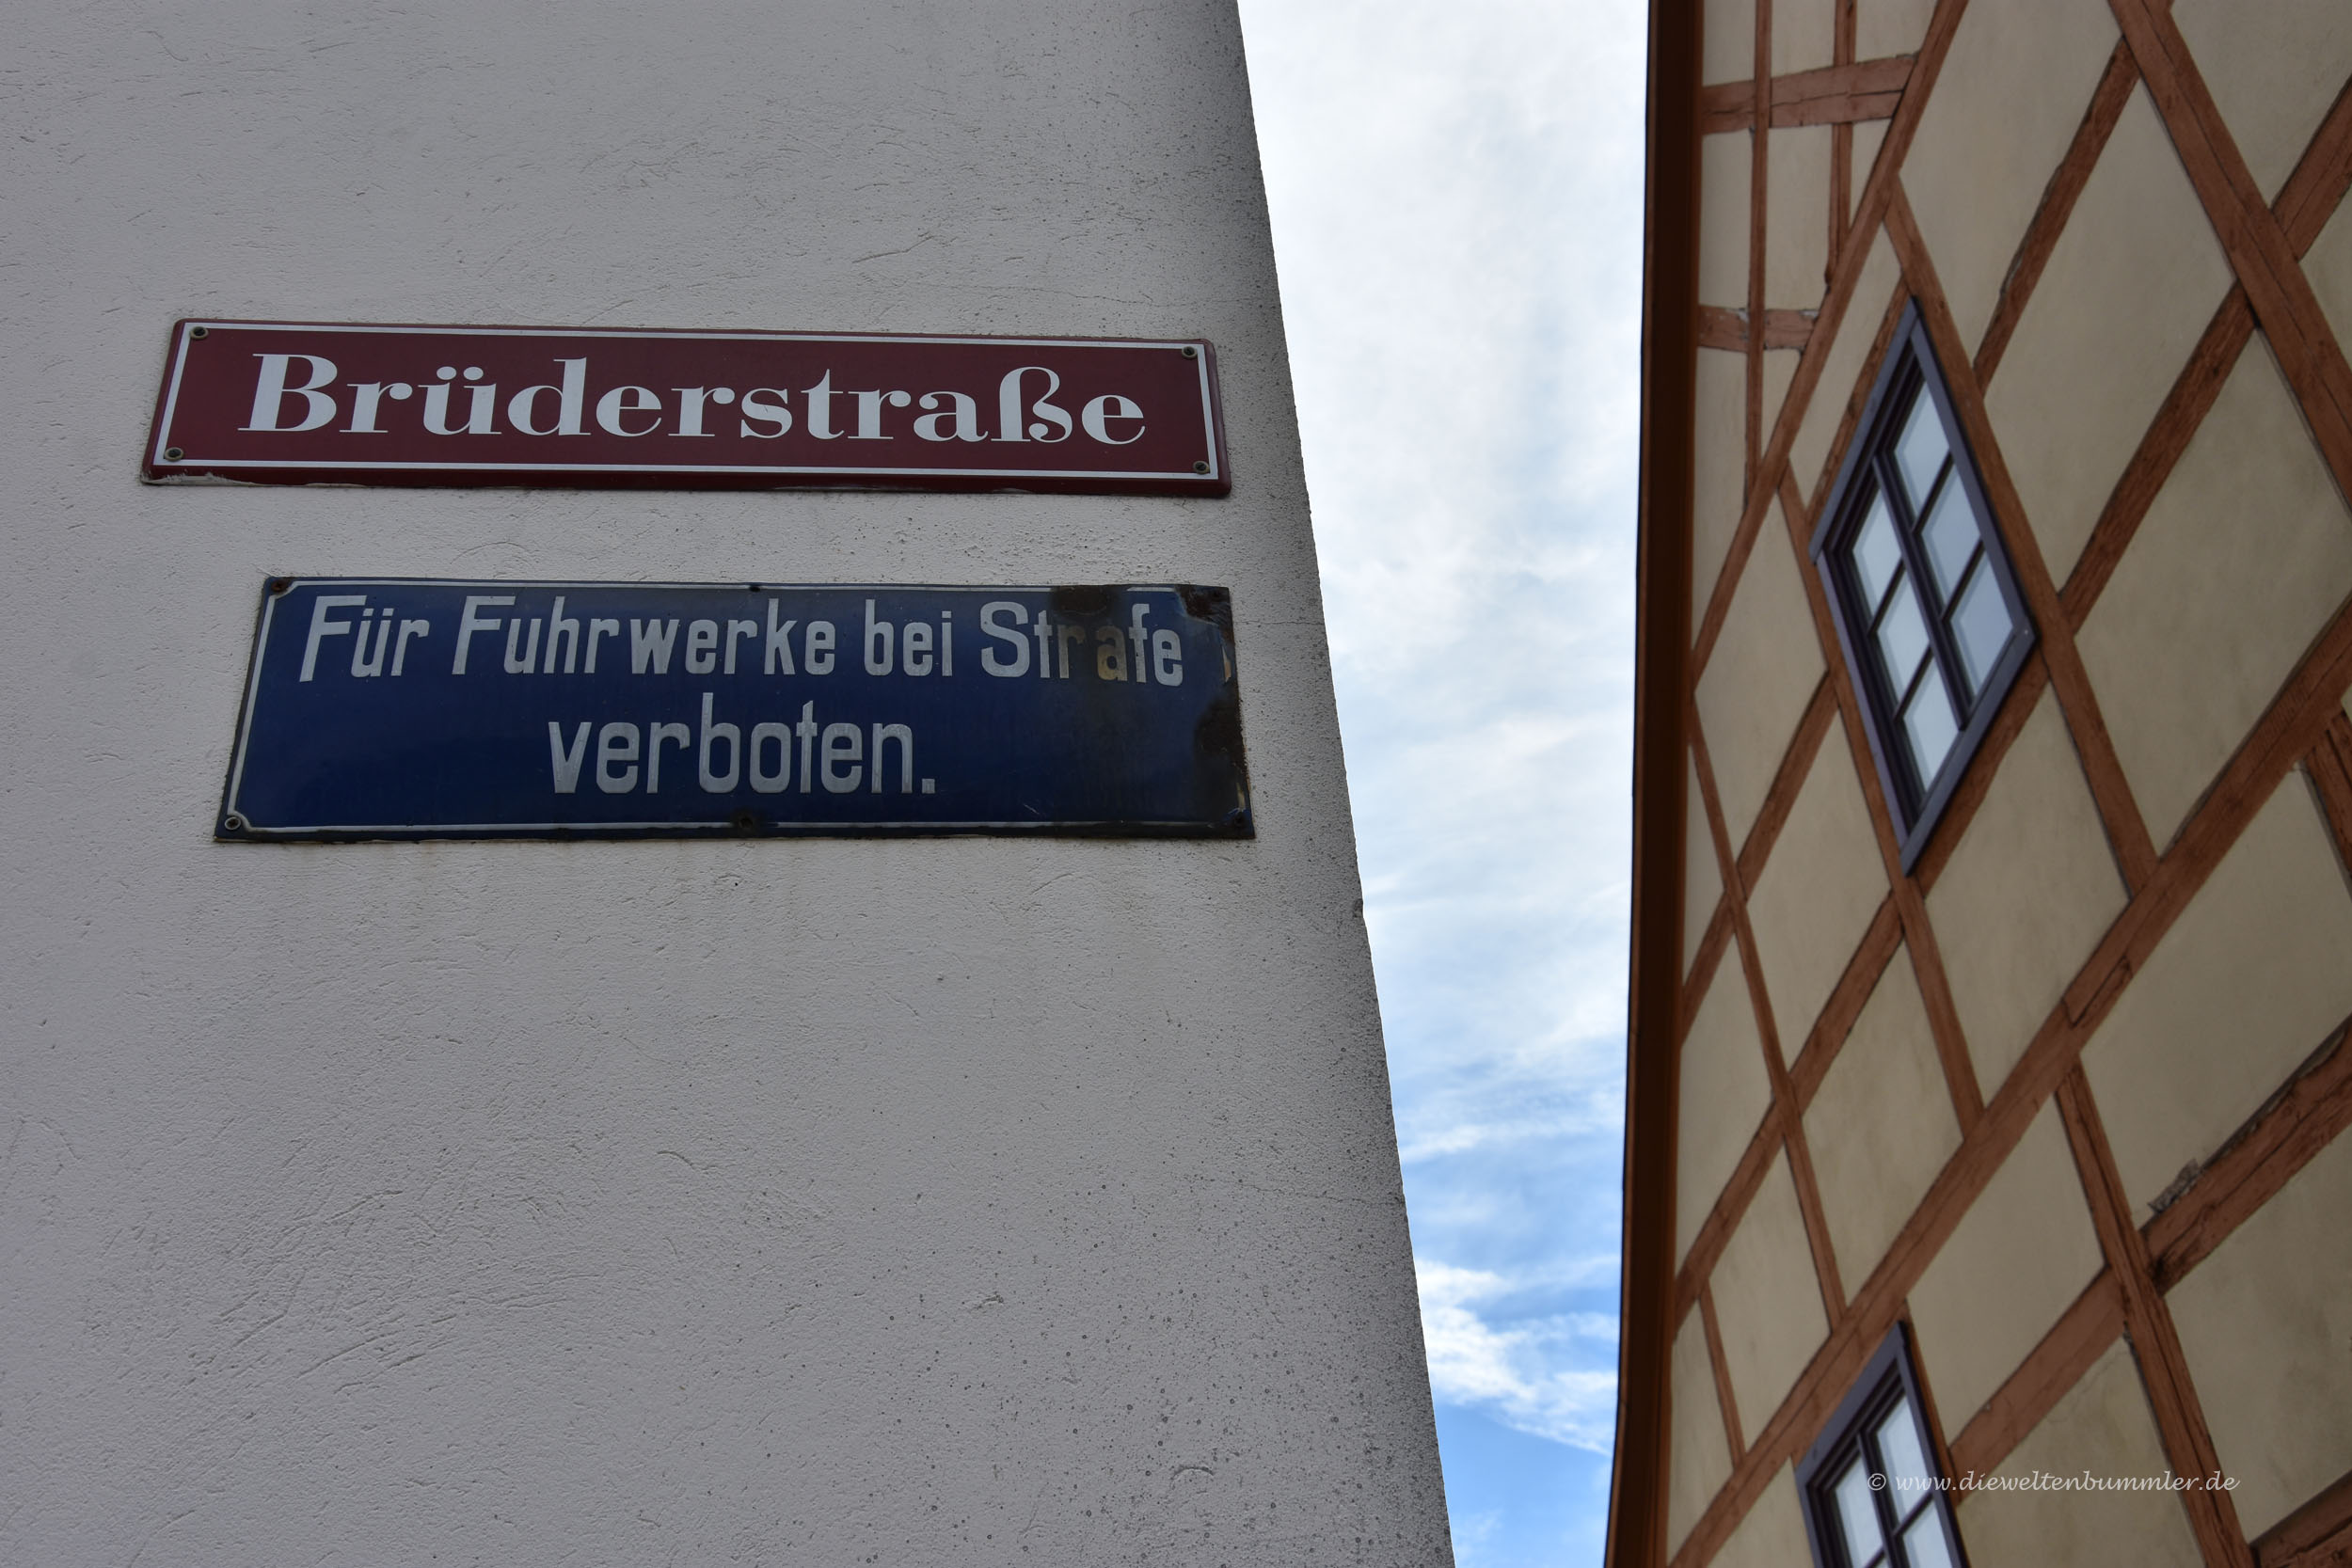 Brüderstraße
Für Fuhrwerke bei Strafe
verboten.
© www.dieweltenbummler.de